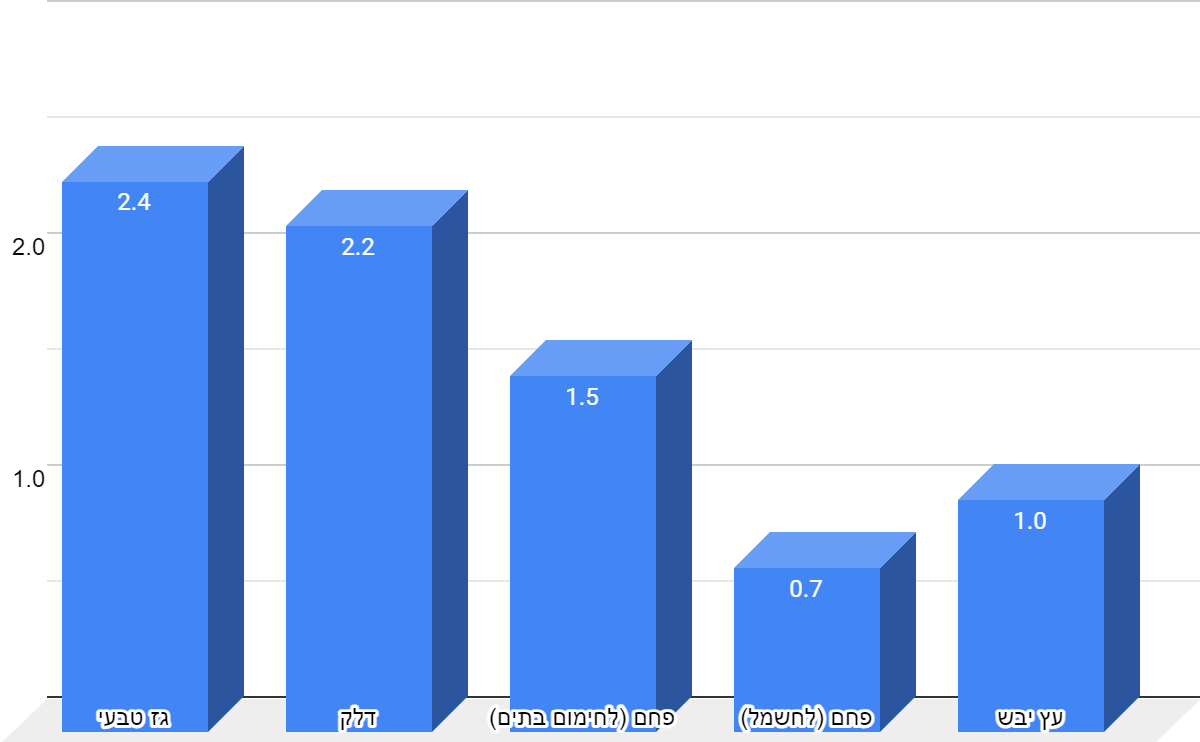 2.4
2.2
2.0
1.5
1.0
1.0
0.7
גז טבעי
דלק
פחם (לחימום בתים)
פחם (לחשמל)
עץ יבש